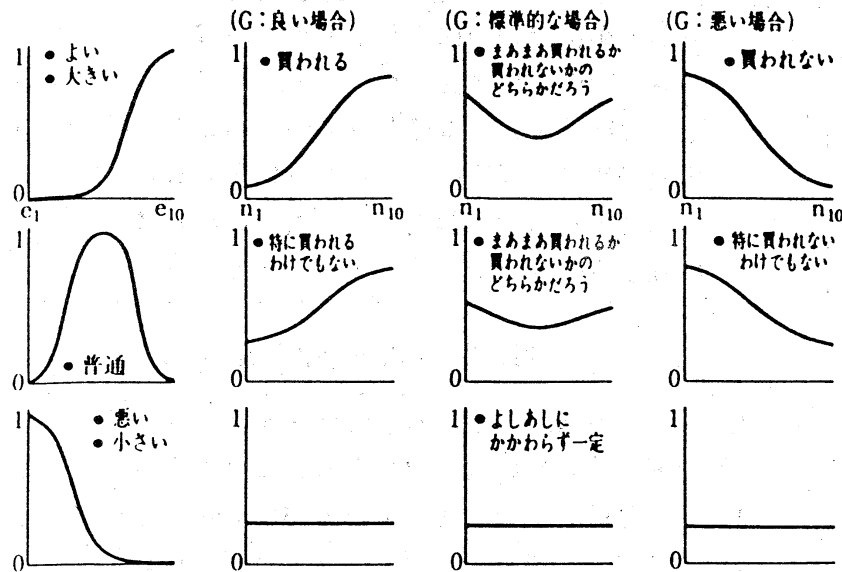 (G：良い場合)
(G：標準的な場合)
(G：悪い場合)
1
● よい
● 大きい
0
e1
e10
1
● 買われる
0
n1
n10
1
● まあまあ買われるか
買われないかの
どちらかだろう
0
n1
n10
1
● 買われない
0
n1
n10
1
● 普通
0
1
● 特に買われる
わけでもない
0
1
● まあまあ買われるか
買われないかの
どちらかだろう
0
1
● 特に買われない
わけでもない
0
1
● 悪い
● 小さい
0
1
0
1
● よしあしに
かかわらず一定
0
1
0